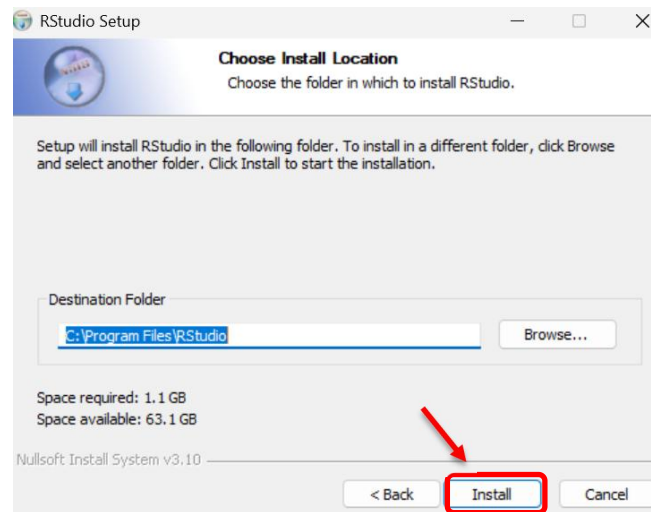 RStudio Setup
Choose Install Location
Choose the folder in which to install RStudio.
Setup will install RStudio in the following folder. To install in a different folder, click Browse
and select another folder. Click Install to start the installation.
Destination Folder
C:\Program Files\RStudio
Browse...
Space required: 1.1 GB
Space available: 63.1 GB
Nullsoft Install System v3.10
< Back Install Cancel